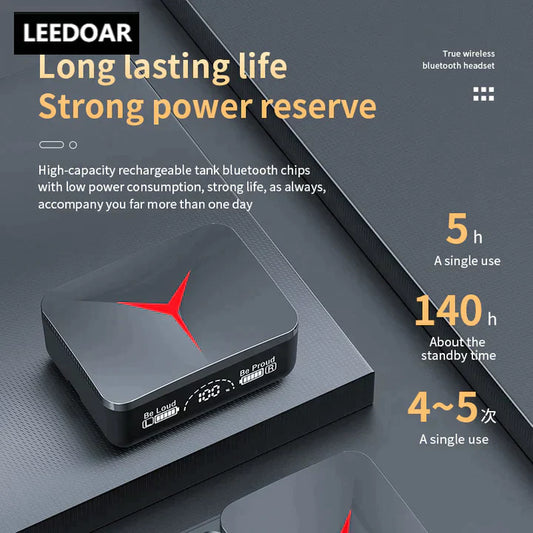 LEEDOAR
Long lasting life
Strong power reserve
True wireless
bluetooth headset
High-capacity rechargeable tank bluetooth chips
with low power consumption, strong life, as always,
accompany you far more than one day
5 h
A single use
140 h
About the
standby time
4~5 次
A single use
Be Loud
L
100
Be Proud
R